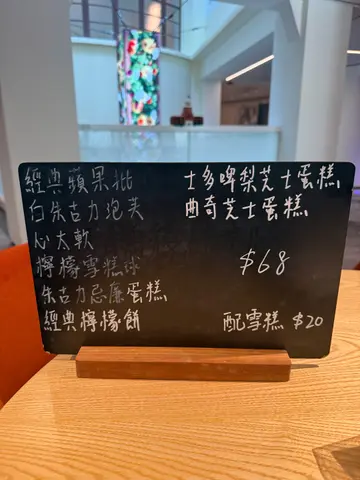 經典蘋果批
白朱古力泡芙
心太軟
檸檬雪糕球
朱古力忌廉蛋糕
經典檸檬餅
士多啤梨芝士蛋糕
曲奇芝士蛋糕
$68
配雪糕 $20